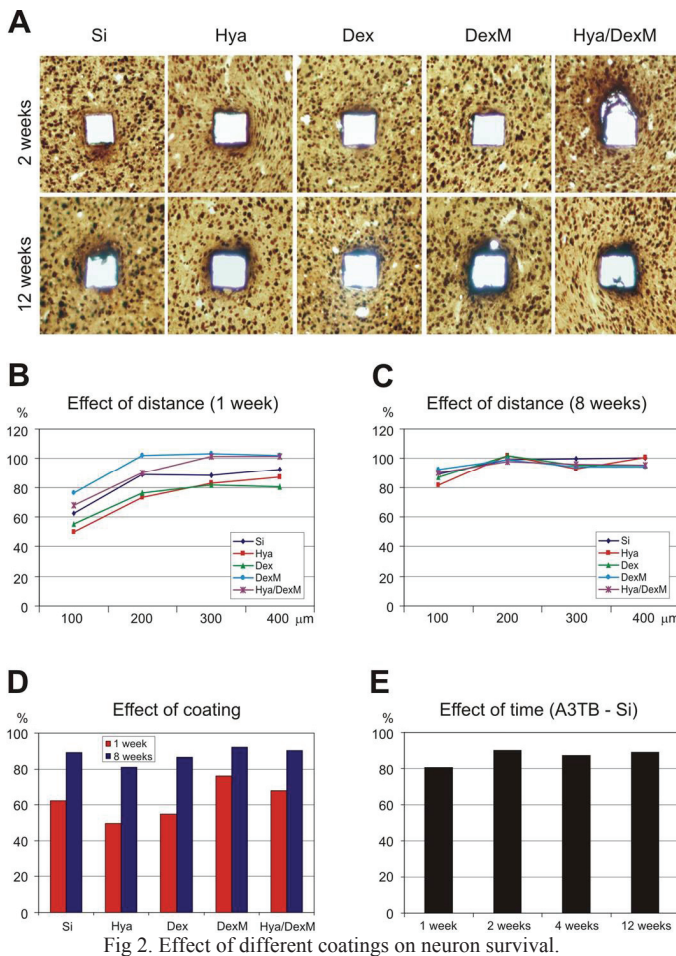 A
Si Hya Dex DexM Hya/DexM
2 weeks
12 weeks
B
Effect of distance (1 week)
%
120
100
80
60
40
20
0
100 200 300 400 μm
Si
Hya
Dex
DexM
Hya/DexM
C
Effect of distance (8 weeks)
%
120
100
80
60
40
20
0
100 200 300 400 μm
Si
Hya
Dex
DexM
Hya/DexM
D
Effect of coating
%
100
80
60
40
20
0
1 week
8 weeks
Si Hya Dex DexM Hya/DexM
E
Effect of time (A3TB - Si)
%
100
80
60
40
20
0
1 week 2 weeks 4 weeks 12 weeks
Fig 2. Effect of different coatings on neuron survival.